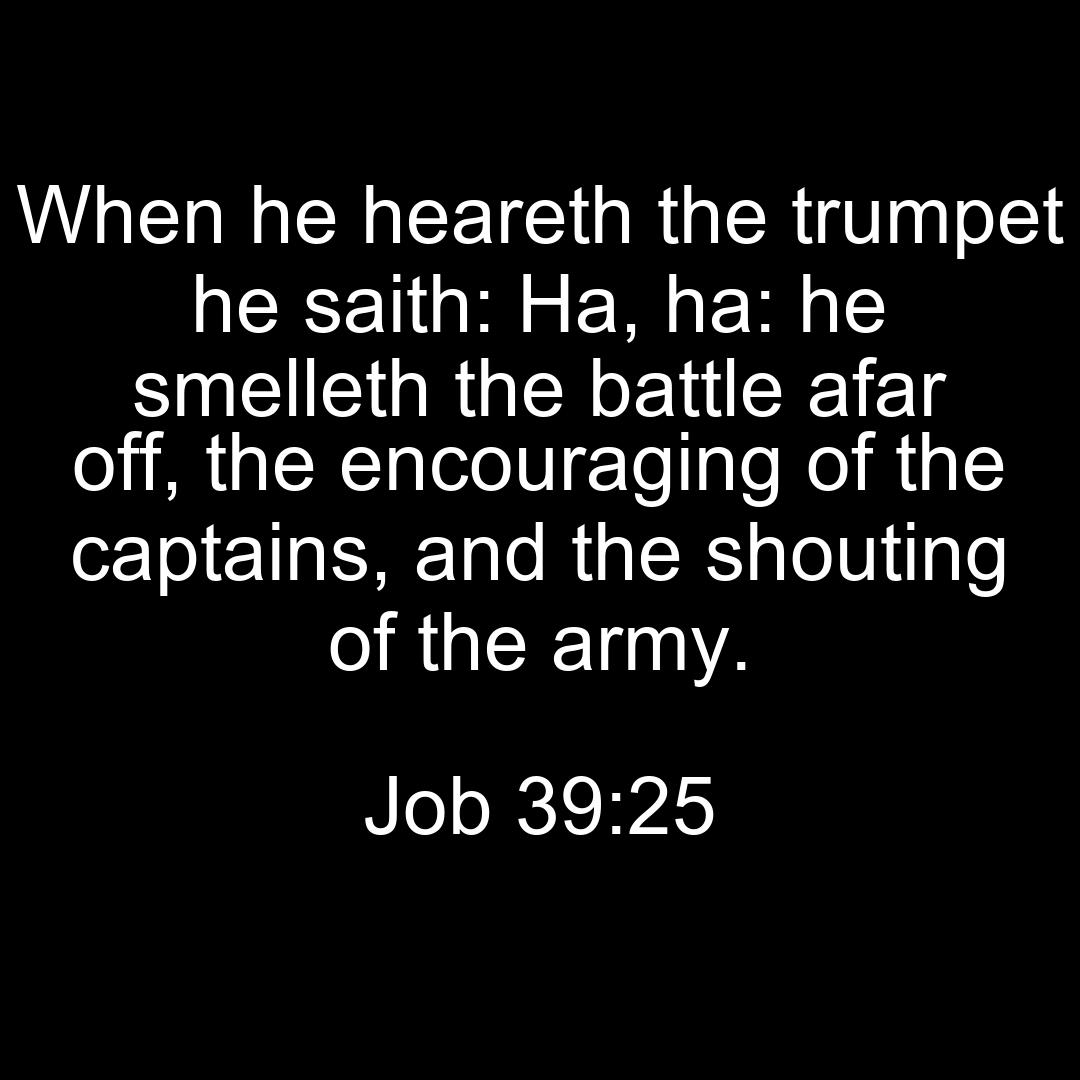 When he heareth the trumpet
he saith: Ha, ha: he
smelleth the battle afar
off, the encouraging of the
captains, and the shouting
of the army.
Job 39:25